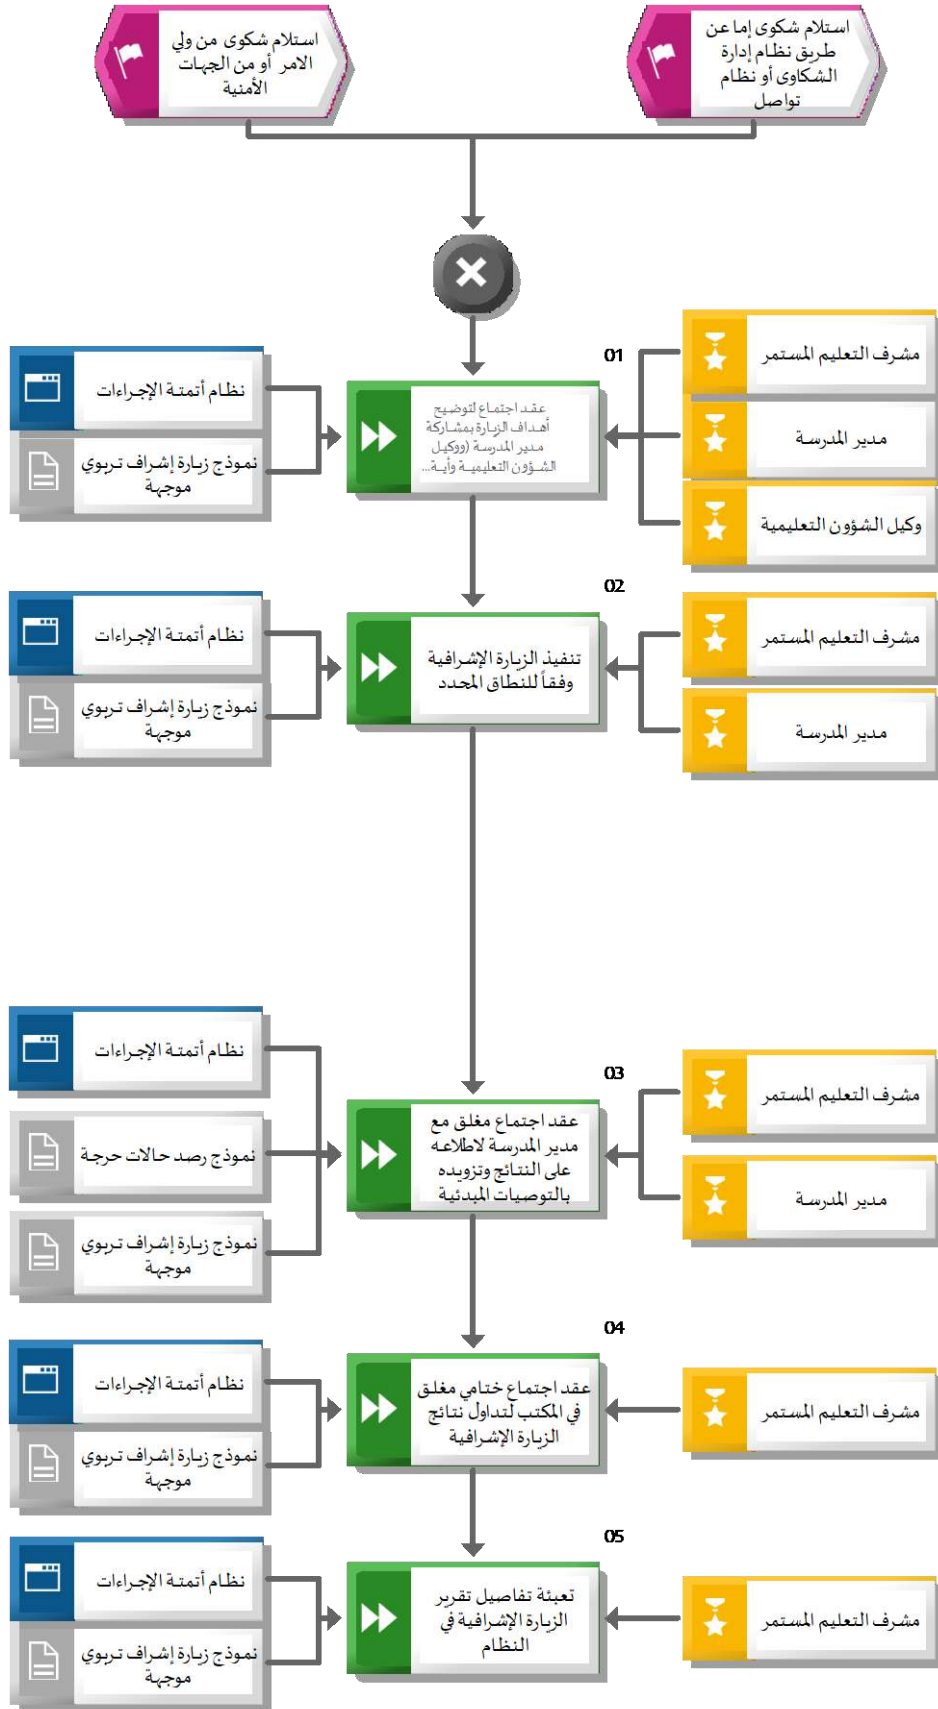 استلام شكوى إما عن
طريق نظام إدارة
الشكاوى أو نظام
تواصل
استلام شكوى من ولي
الامر أو من الجهات
الأمنية
01
مشرف التعليم المستمر
مدير المدرسة
وكيل الشؤون التعليمية
عقد اجتماع لتوضيح
أهداف الزيارة بمشاركة
مدير المدرسة (ووكيل
الشؤون التعليمية وأية...
نظام أتمتة الإجراءات
نموذج زيارة إشراف تربوي
موجهة
02
مشرف التعليم المستمر
مدير المدرسة
تنفيذ الزيارة الإشرافية
وفقاً للنطاق المحدد
نظام أتمتة الإجراءات
نموذج زيارة إشراف تربوي
موجهة
03
مشرف التعليم المستمر
مدير المدرسة
عقد اجتماع مغلق مع
مدير المدرسة لاطلاعه
على النتائج وتزويده
بالتوصيات المبدئية
نظام أتمتة الإجراءات
نموذج رصد حالات حرجة
نموذج زيارة إشراف تربوي
موجهة
04
مشرف التعليم المستمر
عقد اجتماع ختامي مغلق
في المكتب لتداول نتائج
الزيارة الإشرافية
نظام أتمتة الإجراءات
نموذج زيارة إشراف تربوي
موجهة
05
مشرف التعليم المستمر
تعبئة تفاصيل تقرير
الزيارة الإشرافية في
النظام
نظام أتمتة الإجراءات
نموذج زيارة إشراف تربوي
موجهة